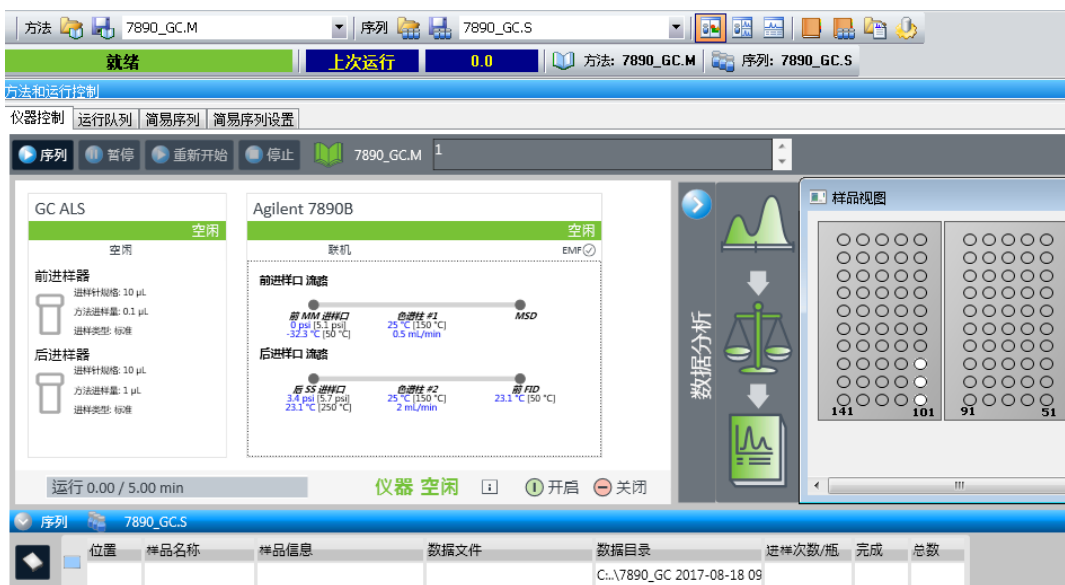 方法 7890_GC.M 序列 7890_GC.S
就绪 上次运行 0.0 方法: 7890_GC.M 序列: 7890_GC.S
方法和运行控制
仪器控制 运行队列 简易序列 简易序列设置
序列 暂停 重新开始 停止 7890_GC.M 1
GC ALS
空闲
空闲
前进样器
进样针规格: 10 µL
方法进样量: 0.1 µL
进样类型: 标准
后进样器
进样针规格: 10 µL
方法进样量: 1 µL
进样类型: 标准
Agilent 7890B
空闲
联机 EMF
前进样口 流路
前 MM 进样口 色谱柱 #1 MSD
0 psi [5.1 psi] 25 °C [150 °C]
-32.3 °C [50 °C] 0.5 mL/min
后进样口 流路
后 SS 进样口 色谱柱 #2 前 FID
3.4 psi [5.7 psi] 25 °C [150 °C] 23.1 °C [50 °C]
23.1 °C [250 °C] 2 mL/min
运行 0.00 / 5.00 min 仪器 空闲 i 开启 关闭
数据分析
样品视图
141 101 91 51
序列 7890_GC.S
位置 样品名称 样品信息 数据文件 数据目录 进样次数/瓶 完成 总数
C:..\7890_GC 2017-08-18 09